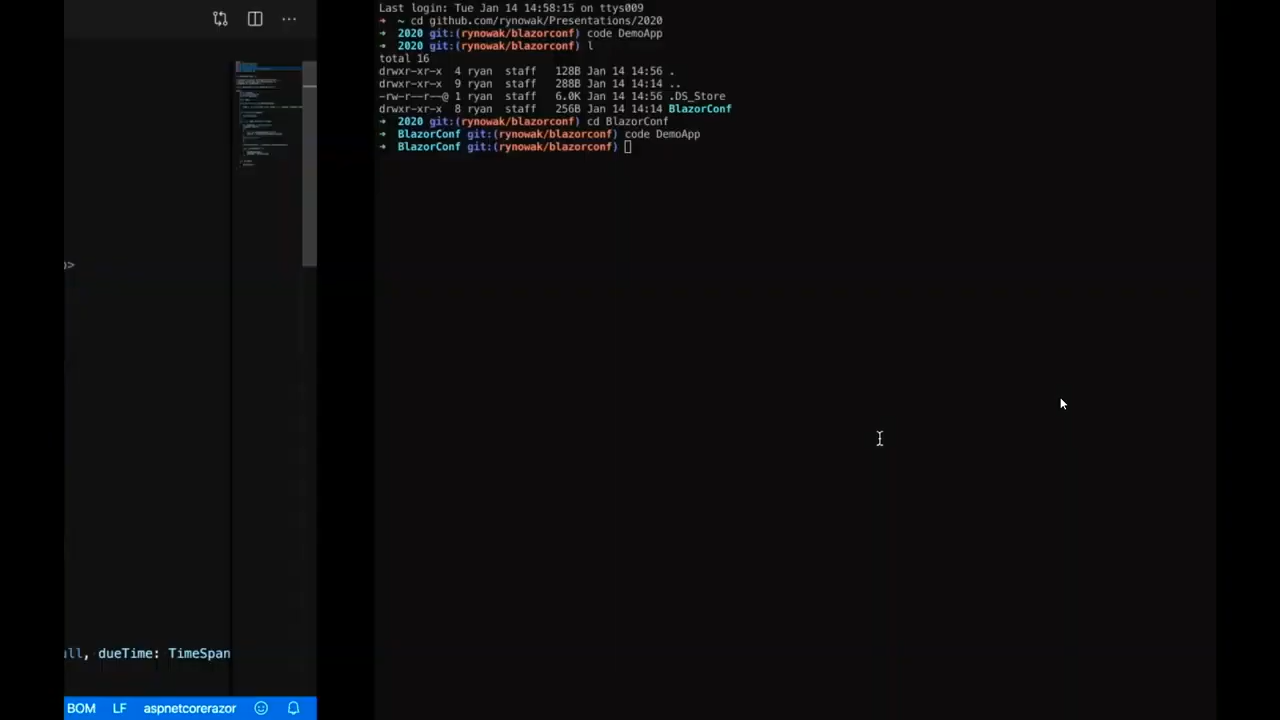 Last login: Tue Jan 14 14:58:15 on ttys009
➜ ~ cd github.com/rynowak/Presentations/2020
➜ 2020 git:(rynowak/blazorconf) code DemoApp
➜ 2020 git:(rynowak/blazorconf) l
total 16
drwxr-xr-x 4 ryan staff 128B Jan 14 14:56 .
drwxr-xr-x 9 ryan staff 288B Jan 14 14:14 ..
-rw-r--r--@ 1 ryan staff 6.0K Jan 14 14:56 .DS_Store
drwxr-xr-x 8 ryan staff 256B Jan 14 14:14 BlazorConf
➜ 2020 git:(rynowak/blazorconf) cd BlazorConf
➜ BlazorConf git:(rynowak/blazorconf) code DemoApp
➜ BlazorConf git:(rynowak/blazorconf)
>
ull, dueTime: TimeSpan
BOM LF aspnetcorerazor